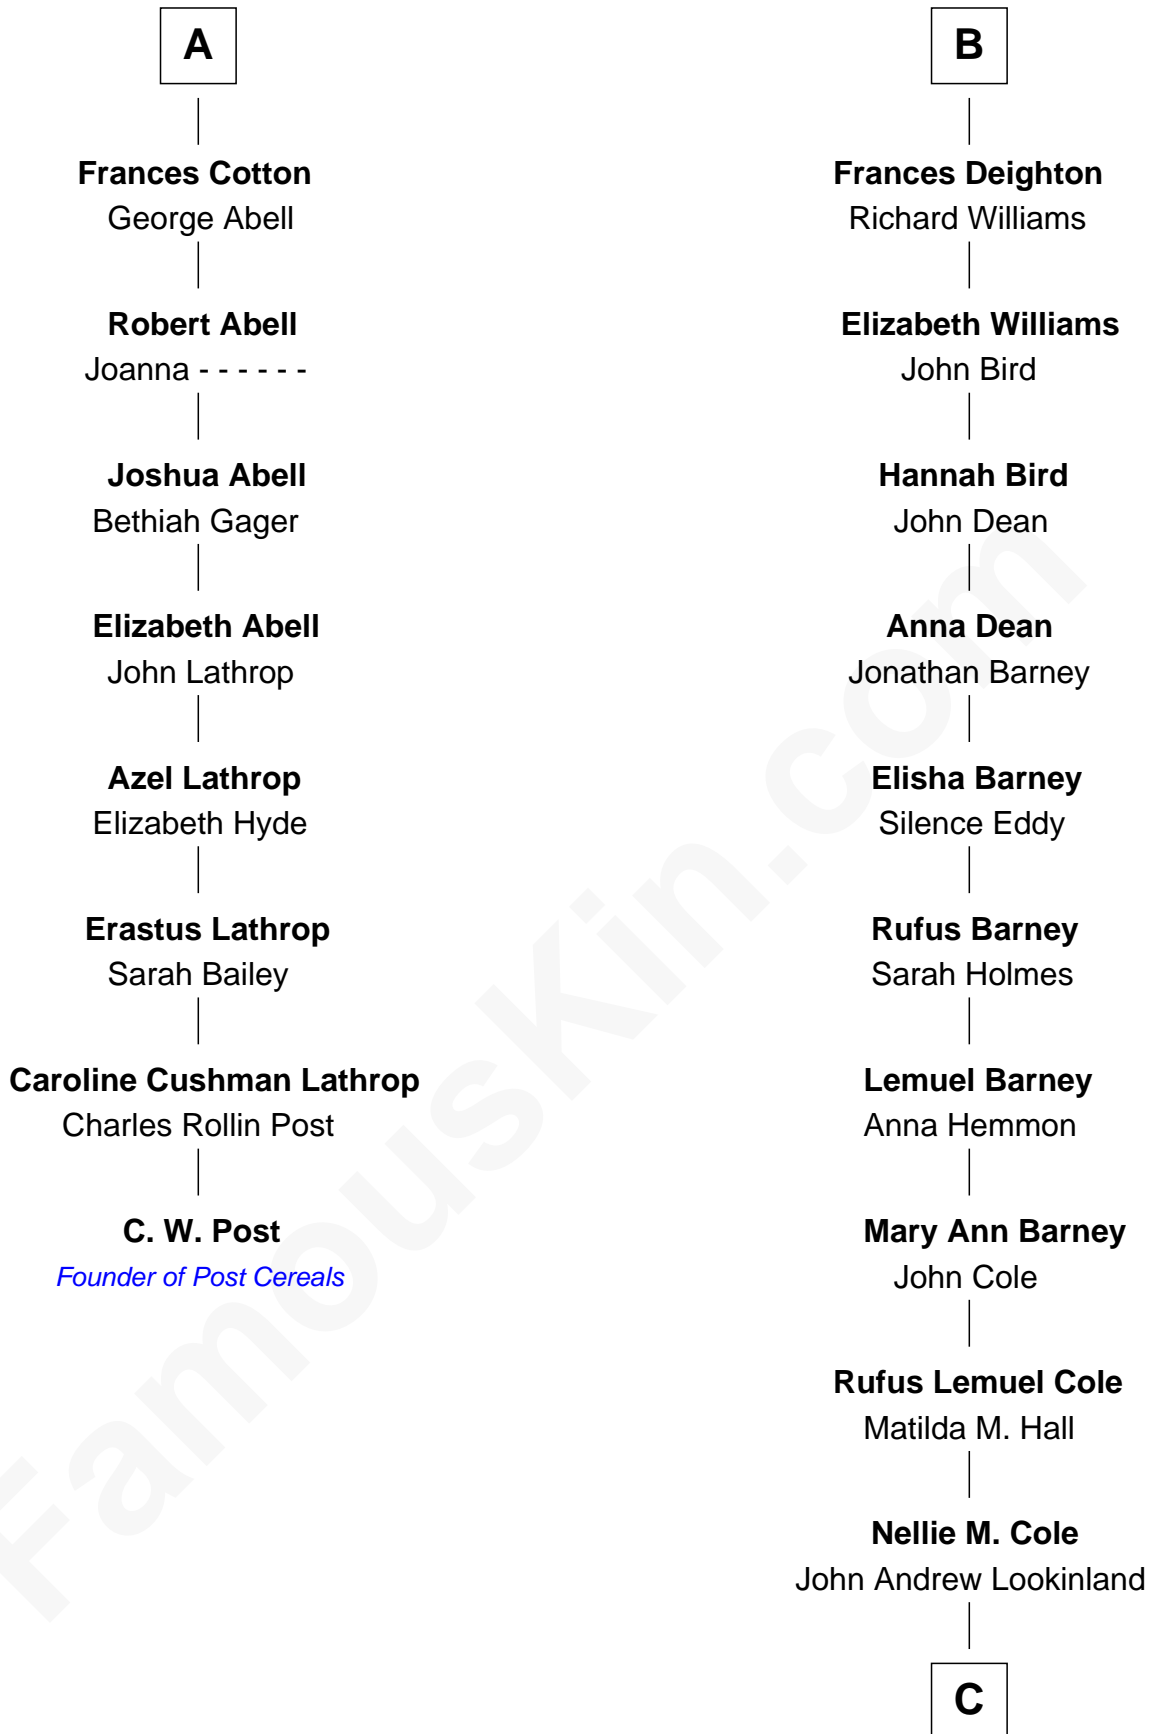 A
Frances Cotton
George Abell
Robert Abell
Joanna - - - - - -
Joshua Abell
Bethiah Gager
Elizabeth Abell
John Lathrop
Azel Lathrop
Elizabeth Hyde
Erastus Lathrop
Sarah Bailey
Caroline Cushman Lathrop
Charles Rollin Post
C. W. Post
Founder of Post Cereals
B
Frances Deighton
Richard Williams
Elizabeth Williams
John Bird
Hannah Bird
John Dean
Anna Dean
Jonathan Barney
Elisha Barney
Silence Eddy
Rufus Barney
Sarah Holmes
Lemuel Barney
Anna Hemmon
Mary Ann Barney
John Cole
Rufus Lemuel Cole
Matilda M. Hall
Nellie M. Cole
John Andrew Lookinland
C
FamousKin.com